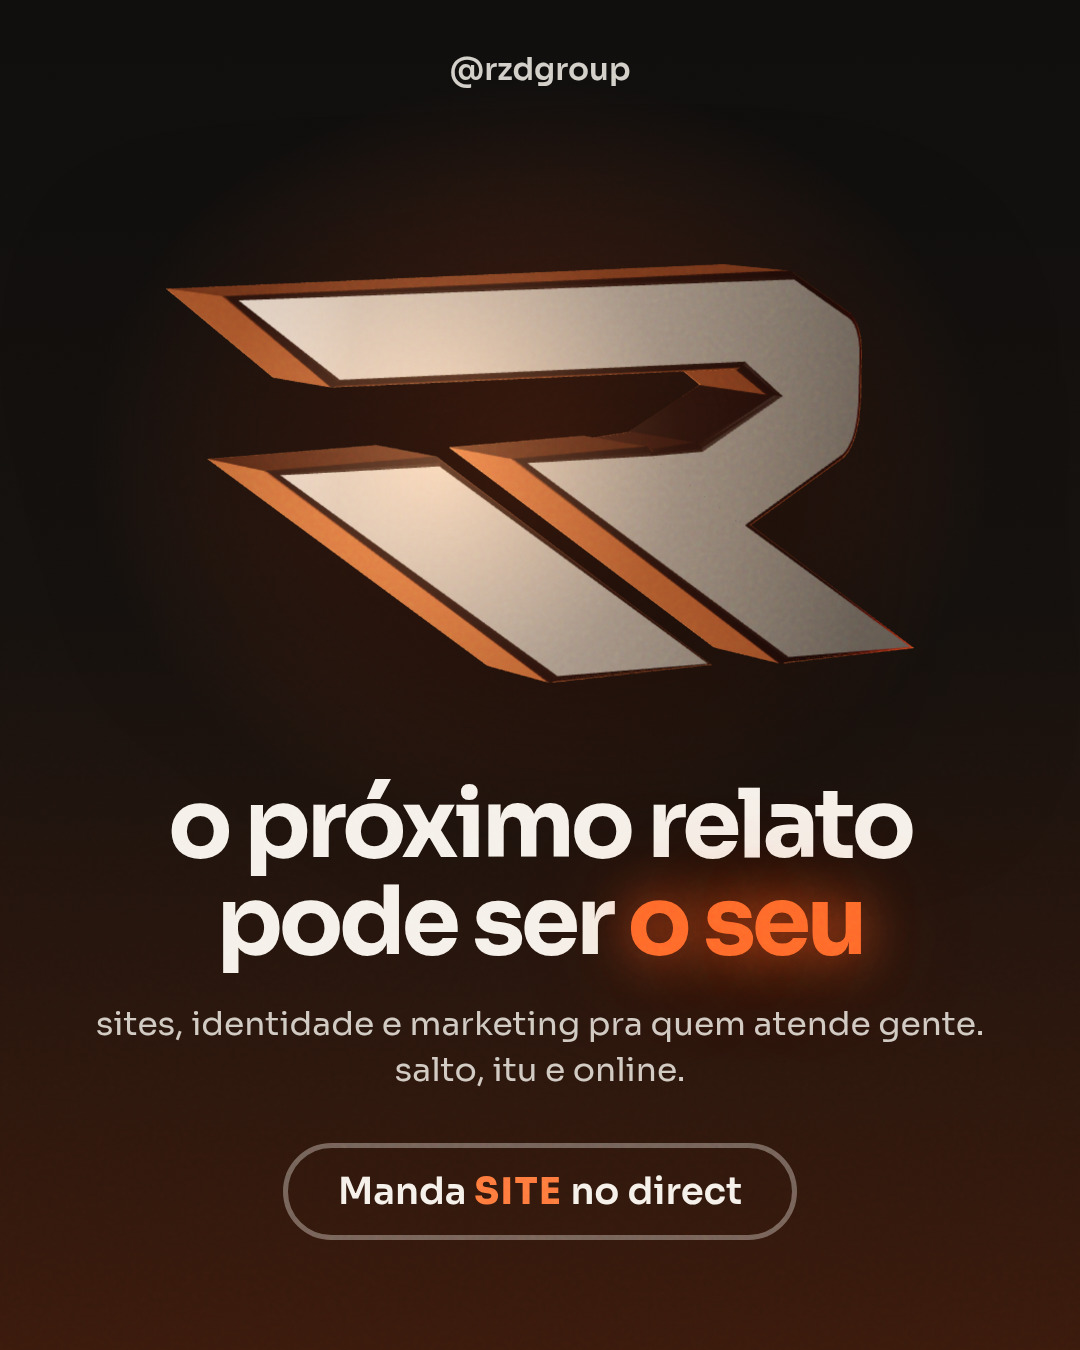 @rzdgroup
o próximo relato
pode ser o seu
sites, identidade e marketing pra quem atende gente.
salto, itu e online.
Manda SITE no direct